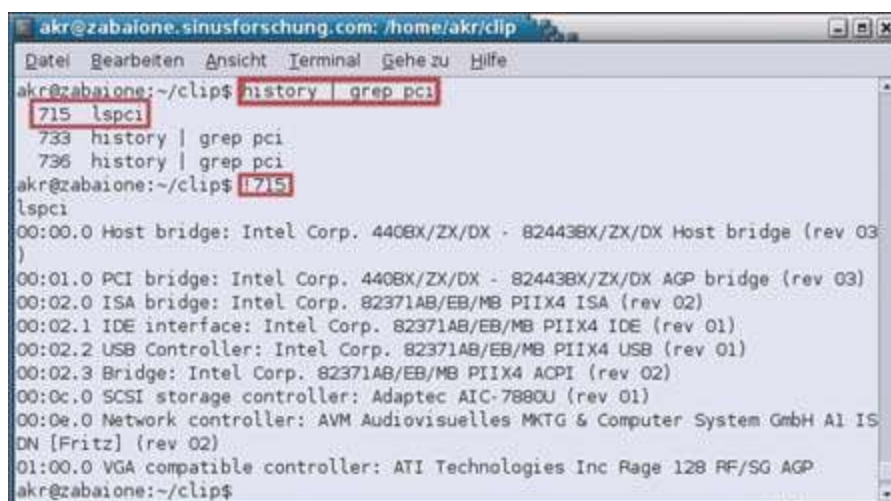 akr@zabaione.sinusforschung.com: /home/akr/clip
Datei Bearbeiten Ansicht Terminal Gehe zu Hilfe
akr@zabaione:~/clip$ history | grep pci
715 lspci
733 history | grep pci
736 history | grep pci
akr@zabaione:~/clip$ !715
lspci
00:00.0 Host bridge: Intel Corp. 440BX/ZX/DX - 82443BX/ZX/DX Host bridge (rev 03
)
00:01.0 PCI bridge: Intel Corp. 440BX/ZX/DX - 82443BX/ZX/DX AGP bridge (rev 03)
00:02.0 ISA bridge: Intel Corp. 82371AB/EB/MB PIIX4 ISA (rev 02)
00:02.1 IDE interface: Intel Corp. 82371AB/EB/MB PIIX4 IDE (rev 01)
00:02.2 USB Controller: Intel Corp. 82371AB/EB/MB PIIX4 USB (rev 01)
00:02.3 Bridge: Intel Corp. 82371AB/EB/MB PIIX4 ACPI (rev 02)
00:0c.0 SCSI storage controller: Adaptec AIC-7880U (rev 01)
00:0e.0 Network controller: AVM Audiovisuelles MKTG & Computer System GmbH A1 IS
DN [Fritz] (rev 02)
01:00.0 VGA compatible controller: ATI Technologies Inc Rage 128 RF/SG AGP
akr@zabaione:~/clip$